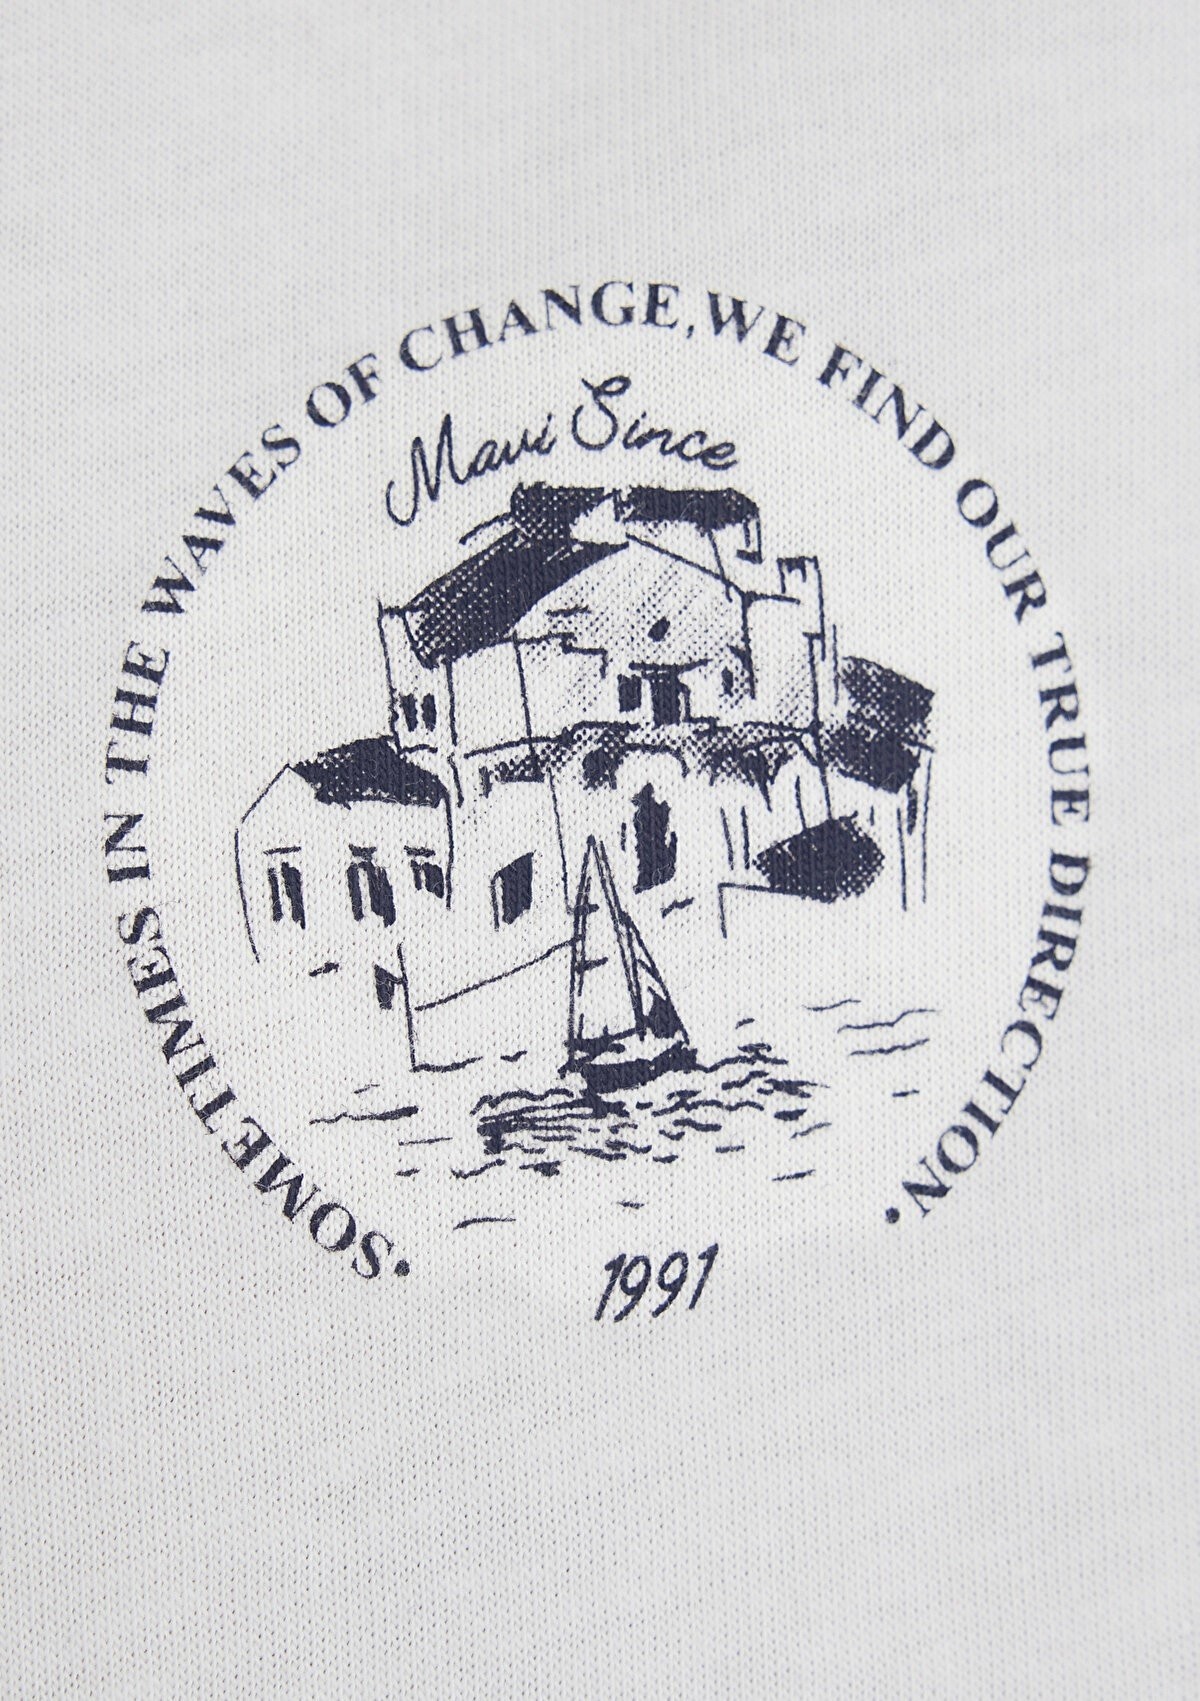 •SOMETIMES IN THE WAVES OF CHANGE, WE FIND OUR TRUE DIRECTION.•
Mavi Since
1991